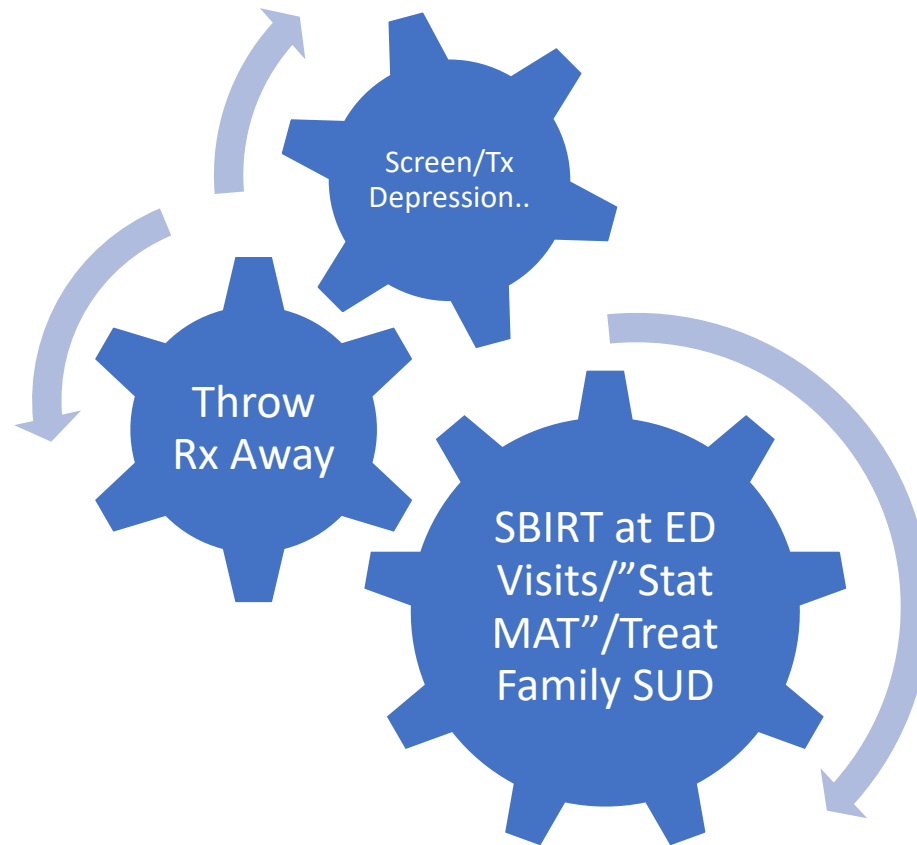 Screen/Tx
Depression..
Throw
Rx Away
SBIRT at ED
Visits/”Stat
MAT”/Treat
Family SUD